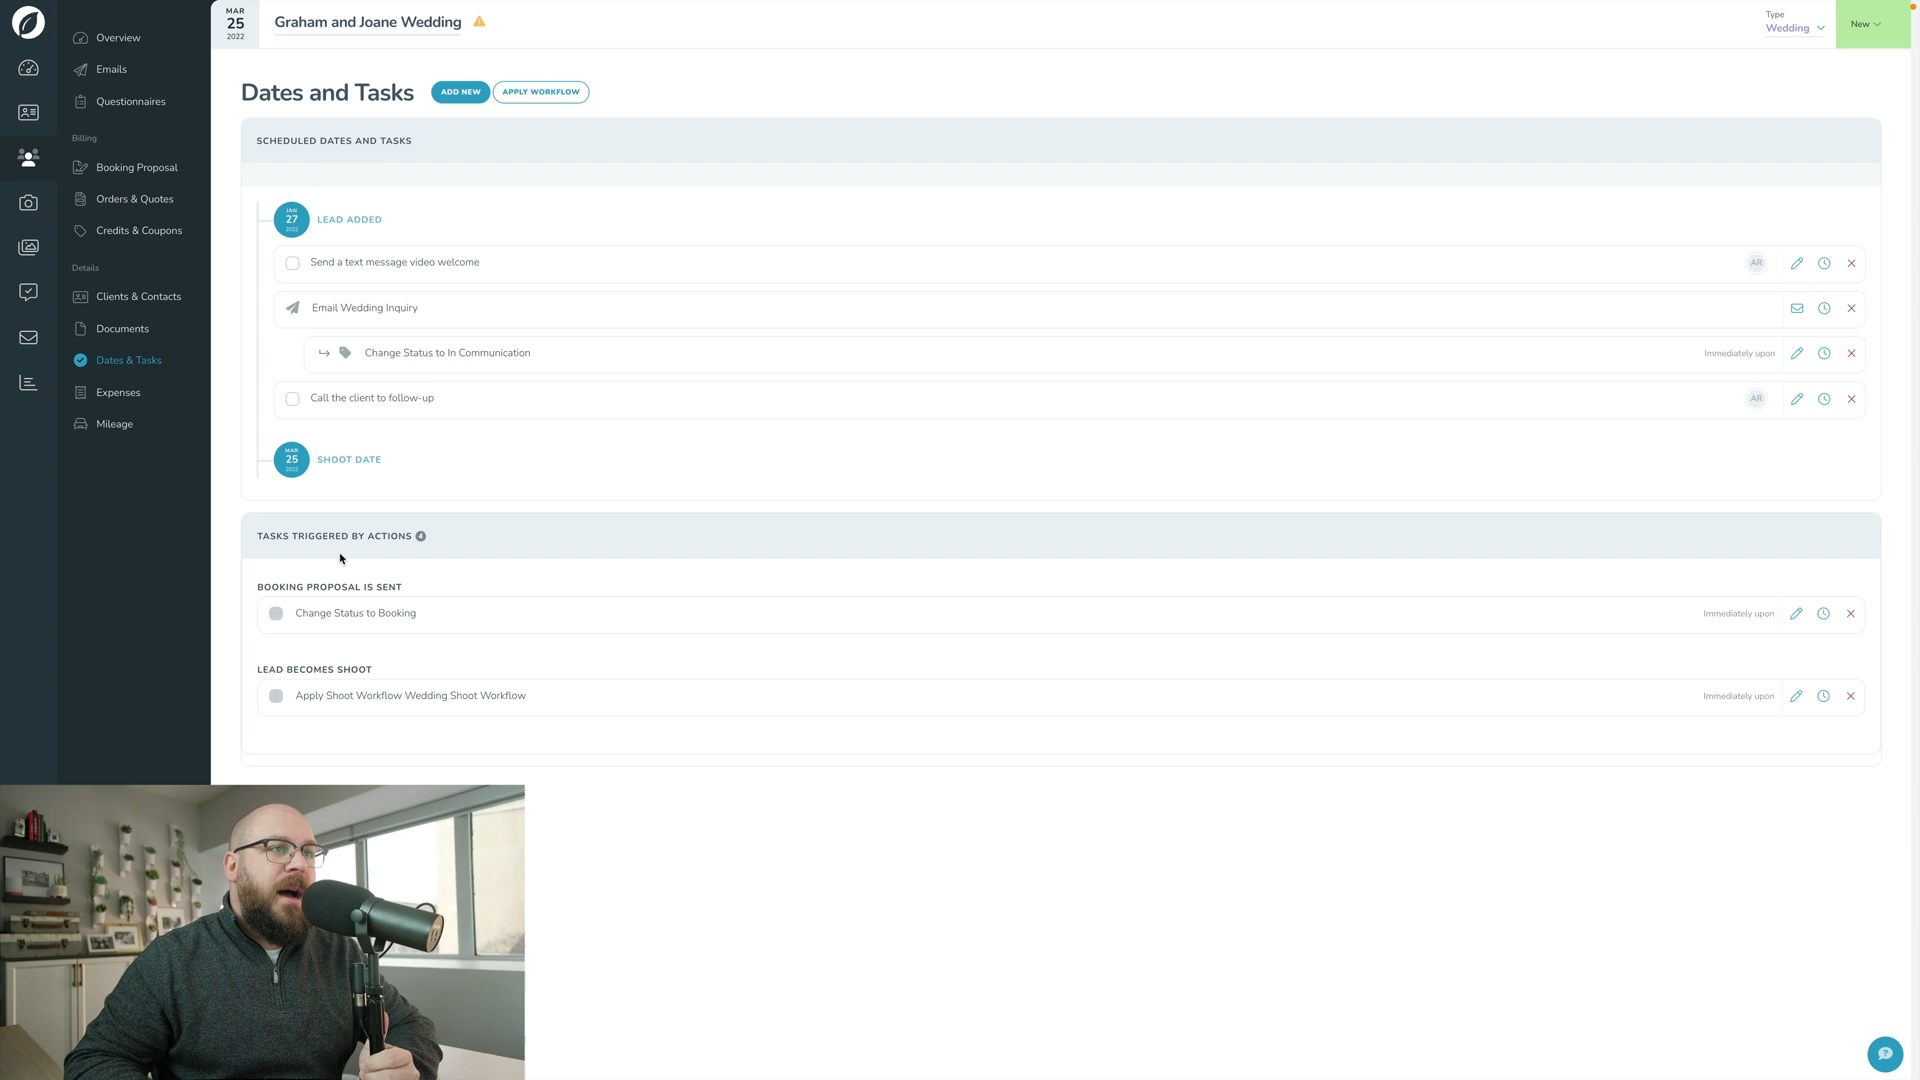 MAR
25
2022
Graham and Joane Wedding
Type
Wedding
New
Overview
Emails
Questionnaires
Billing
Booking Proposal
Orders & Quotes
Credits & Coupons
Details
Clients & Contacts
Documents
Dates & Tasks
Expenses
Mileage
Dates and Tasks
ADD NEW
APPLY WORKFLOW
SCHEDULED DATES AND TASKS
JAN
27
2022
LEAD ADDED
Send a text message video welcome
AR
Email Wedding Inquiry
Change Status to In Communication
Immediately upon
Call the client to follow-up
AR
MAR
25
2022
SHOOT DATE
TASKS TRIGGERED BY ACTIONS 4
BOOKING PROPOSAL IS SENT
Change Status to Booking
Immediately upon
LEAD BECOMES SHOOT
Apply Shoot Workflow Wedding Shoot Workflow
Immediately upon